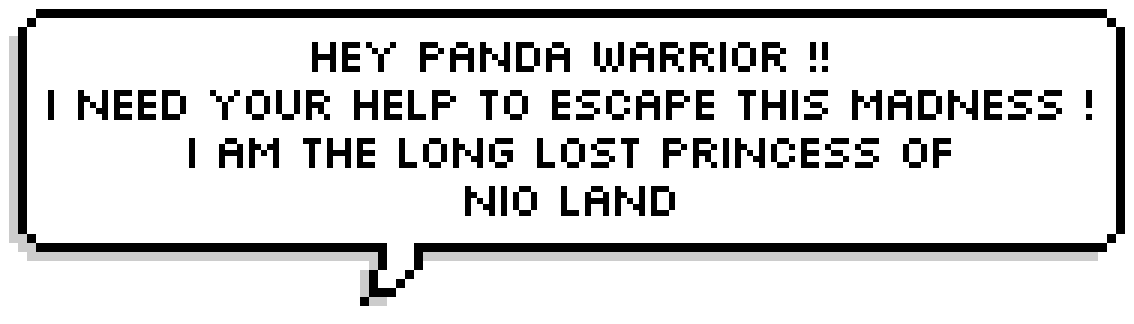 HEY PANDA WARRIOR !!
I NEED YOUR HELP TO ESCAPE THIS MADNESS !
I AM THE LONG LOST PRINCESS OF
NIO LAND